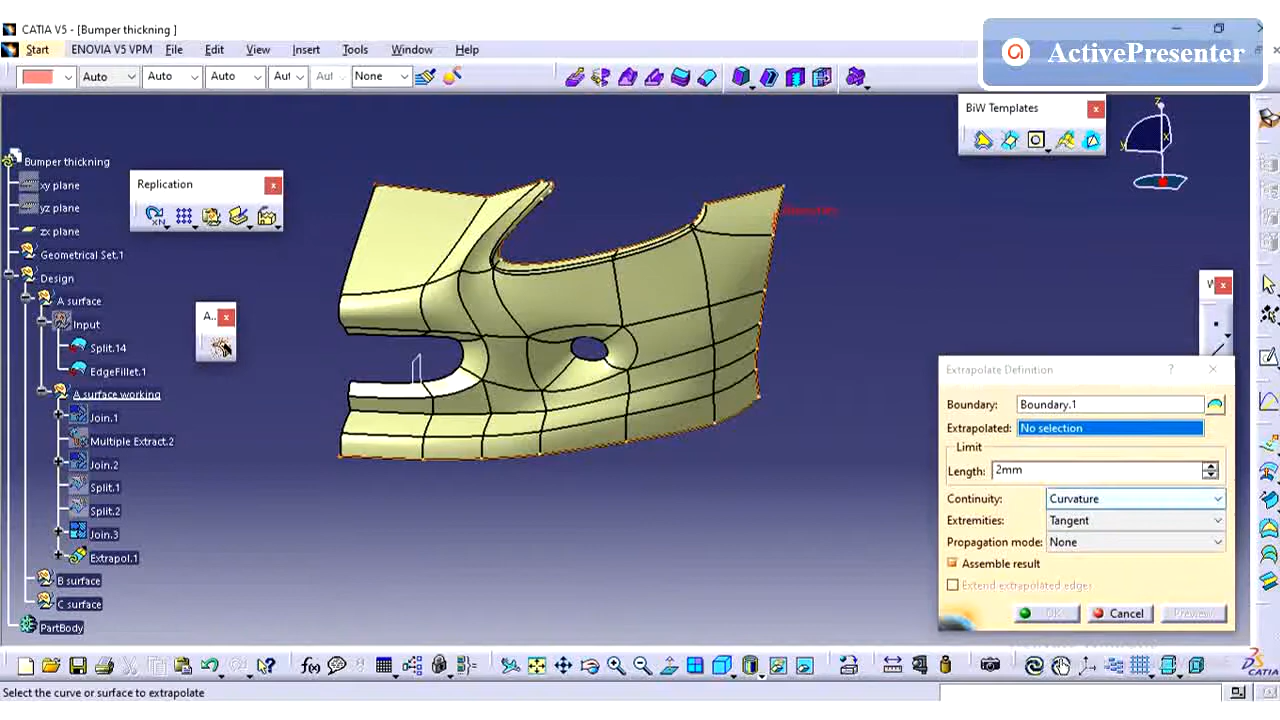 CATIA V5 - [Bumper thickning ]
ActivePresenter
Start ENOVIA V5 VPM File Edit View Insert Tools Window Help
Auto Auto Auto Aut Aut None
BiW Templates
z
x
y
Bumper thickning
xy plane
yz plane
zx plane
Geometrical Set.1
Design
A surface
Input
Split.14
EdgeFillet.1
A surface working
Join.1
Multiple Extract.2
Join.2
Split.1
Split.2
Join.3
Extrapol.1
B surface
C surface
PartBody
Replication
A..
Extrapolate Definition
Boundary: Boundary.1
Extrapolated: No selection
Limit
Length: 2mm
Continuity: Curvature
Extremities: Tangent
Propagation mode: None
Assemble result
Extend extrapolated edges
OK Cancel Preview
f(x)
CATIA
Select the curve or surface to extrapolate